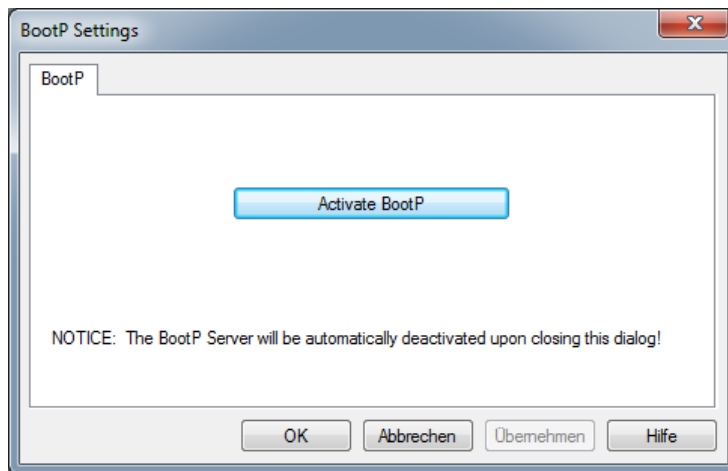 BootP Settings
BootP
Activate BootP
NOTICE:  The BootP Server will be automatically deactivated upon closing this dialog!
OK Abbrechen Übernehmen Hilfe